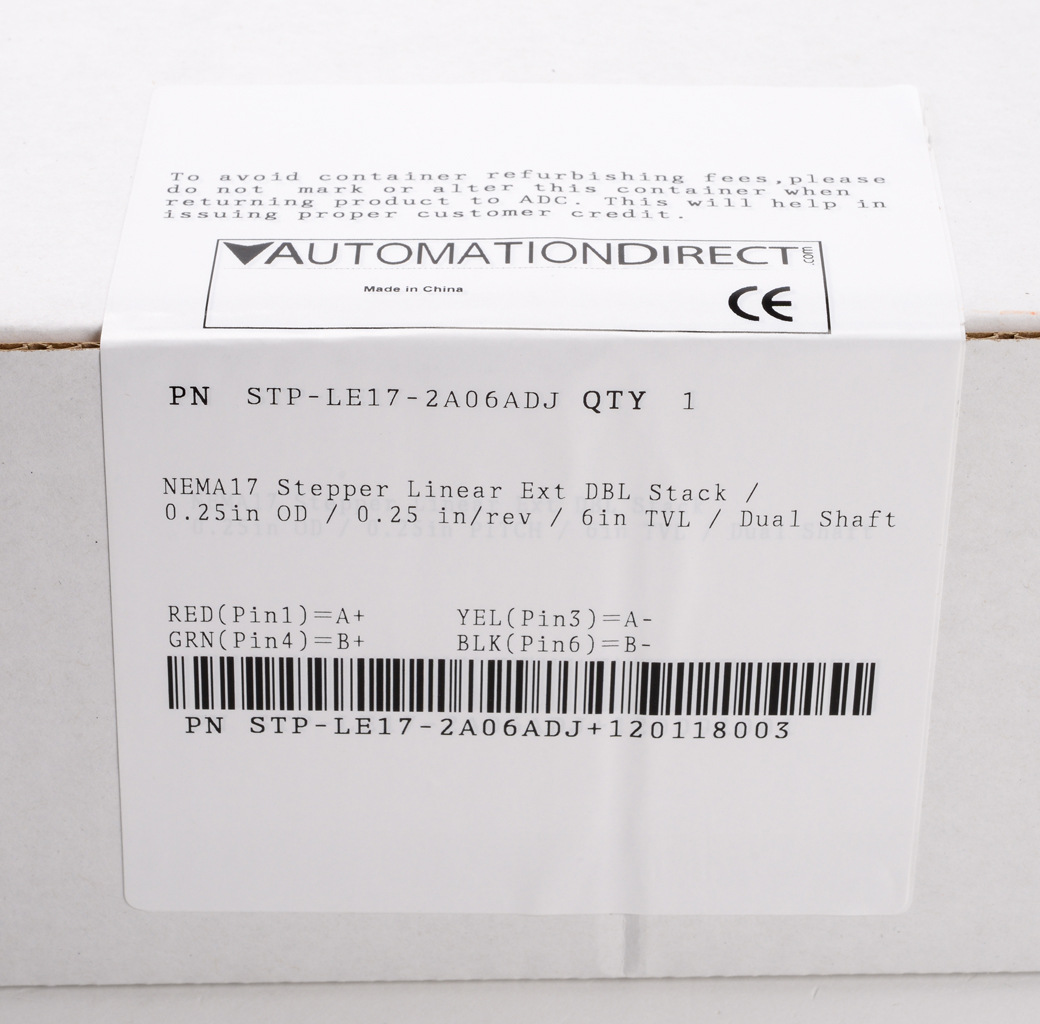 To avoid container refurbishing fees,please
do not  mark or alter this container when
returning product to ADC. This will help in
issuing proper customer credit.
AUTOMATIONDIRECT.com
Made in China
CE
PN STP-LE17-2A06ADJ QTY 1
NEMA17 Stepper Linear Ext DBL Stack /
0.25in OD / 0.25 in/rev / 6in TVL / Dual Shaft
RED(Pin1)=A+ YEL(Pin3)=A-
GRN(Pin4)=B+ BLK(Pin6)=B-
PN STP-LE17-2A06ADJ+120118003